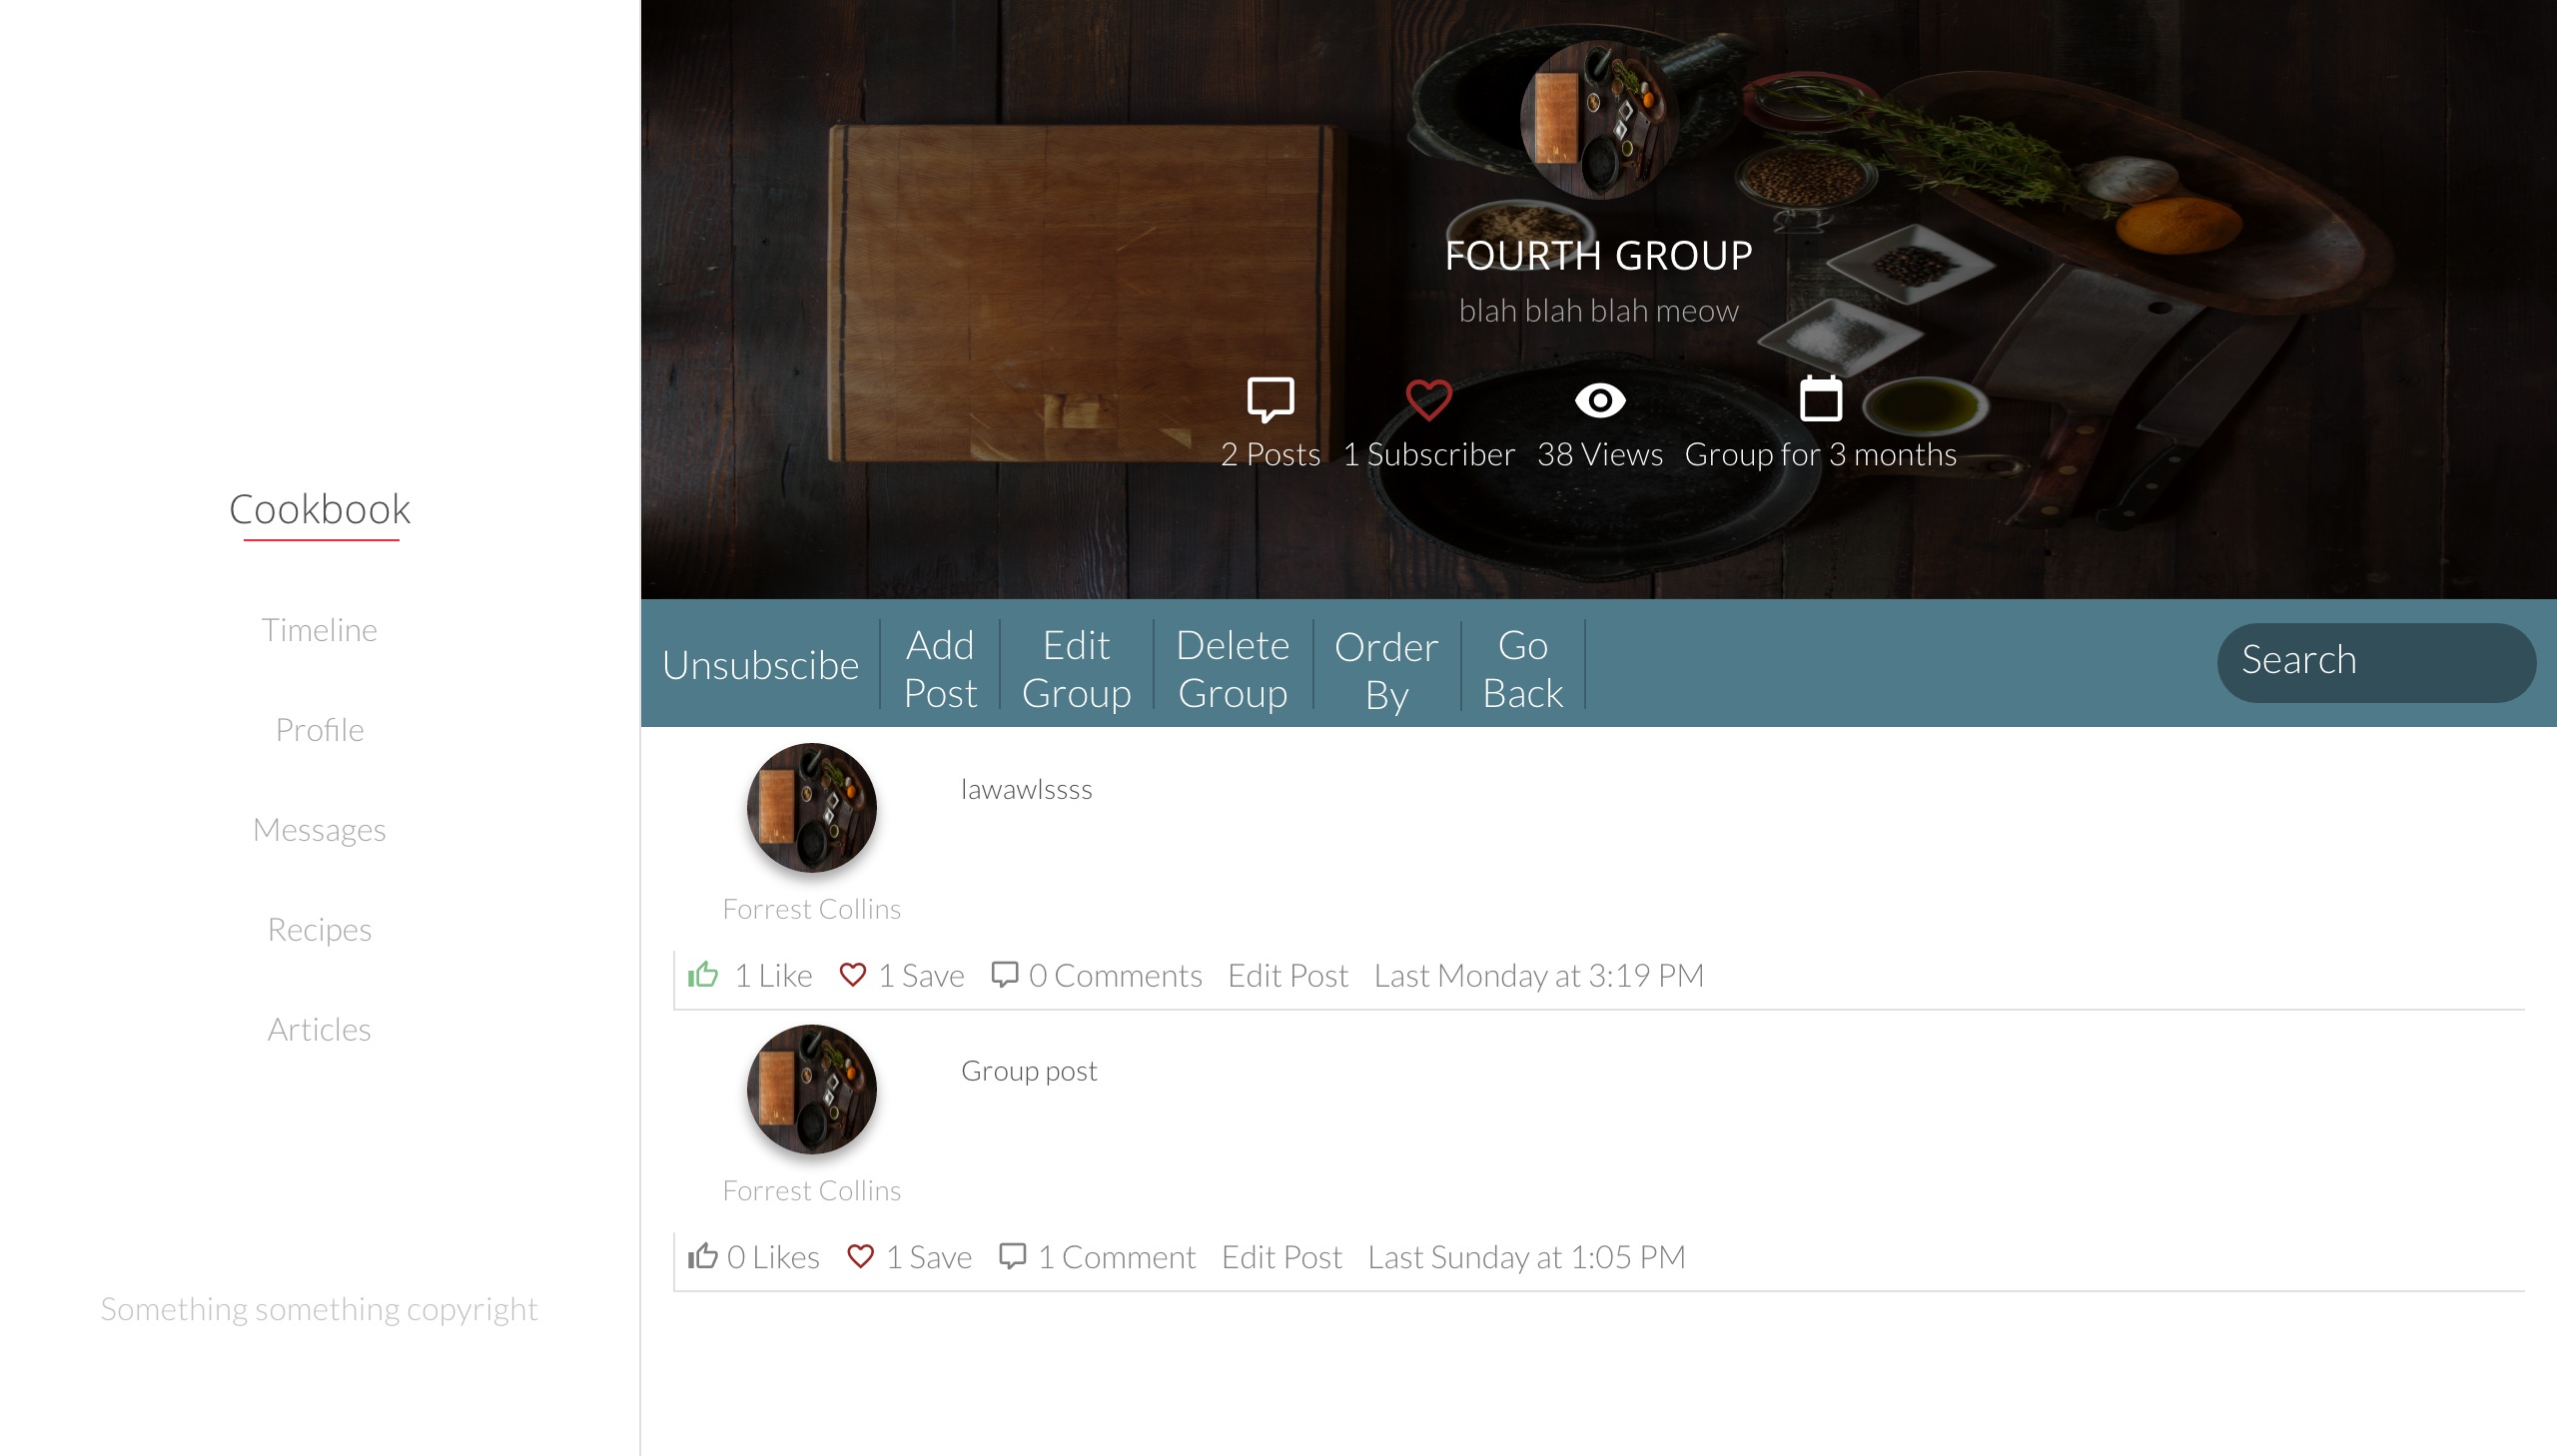 Cookbook
Timeline
Profile
Messages
Recipes
Articles
Something something copyright
FOURTH GROUP
blah blah blah meow
2 Posts 1 Subscriber 38 Views Group for 3 months
Unsubscibe
Add
Post
Edit
Group
Delete
Group
Order
By
Go
Back
Search
lawawlssss
Forrest Collins
1 Like 1 Save 0 Comments Edit Post Last Monday at 3:19 PM
Group post
Forrest Collins
0 Likes 1 Save 1 Comment Edit Post Last Sunday at 1:05 PM